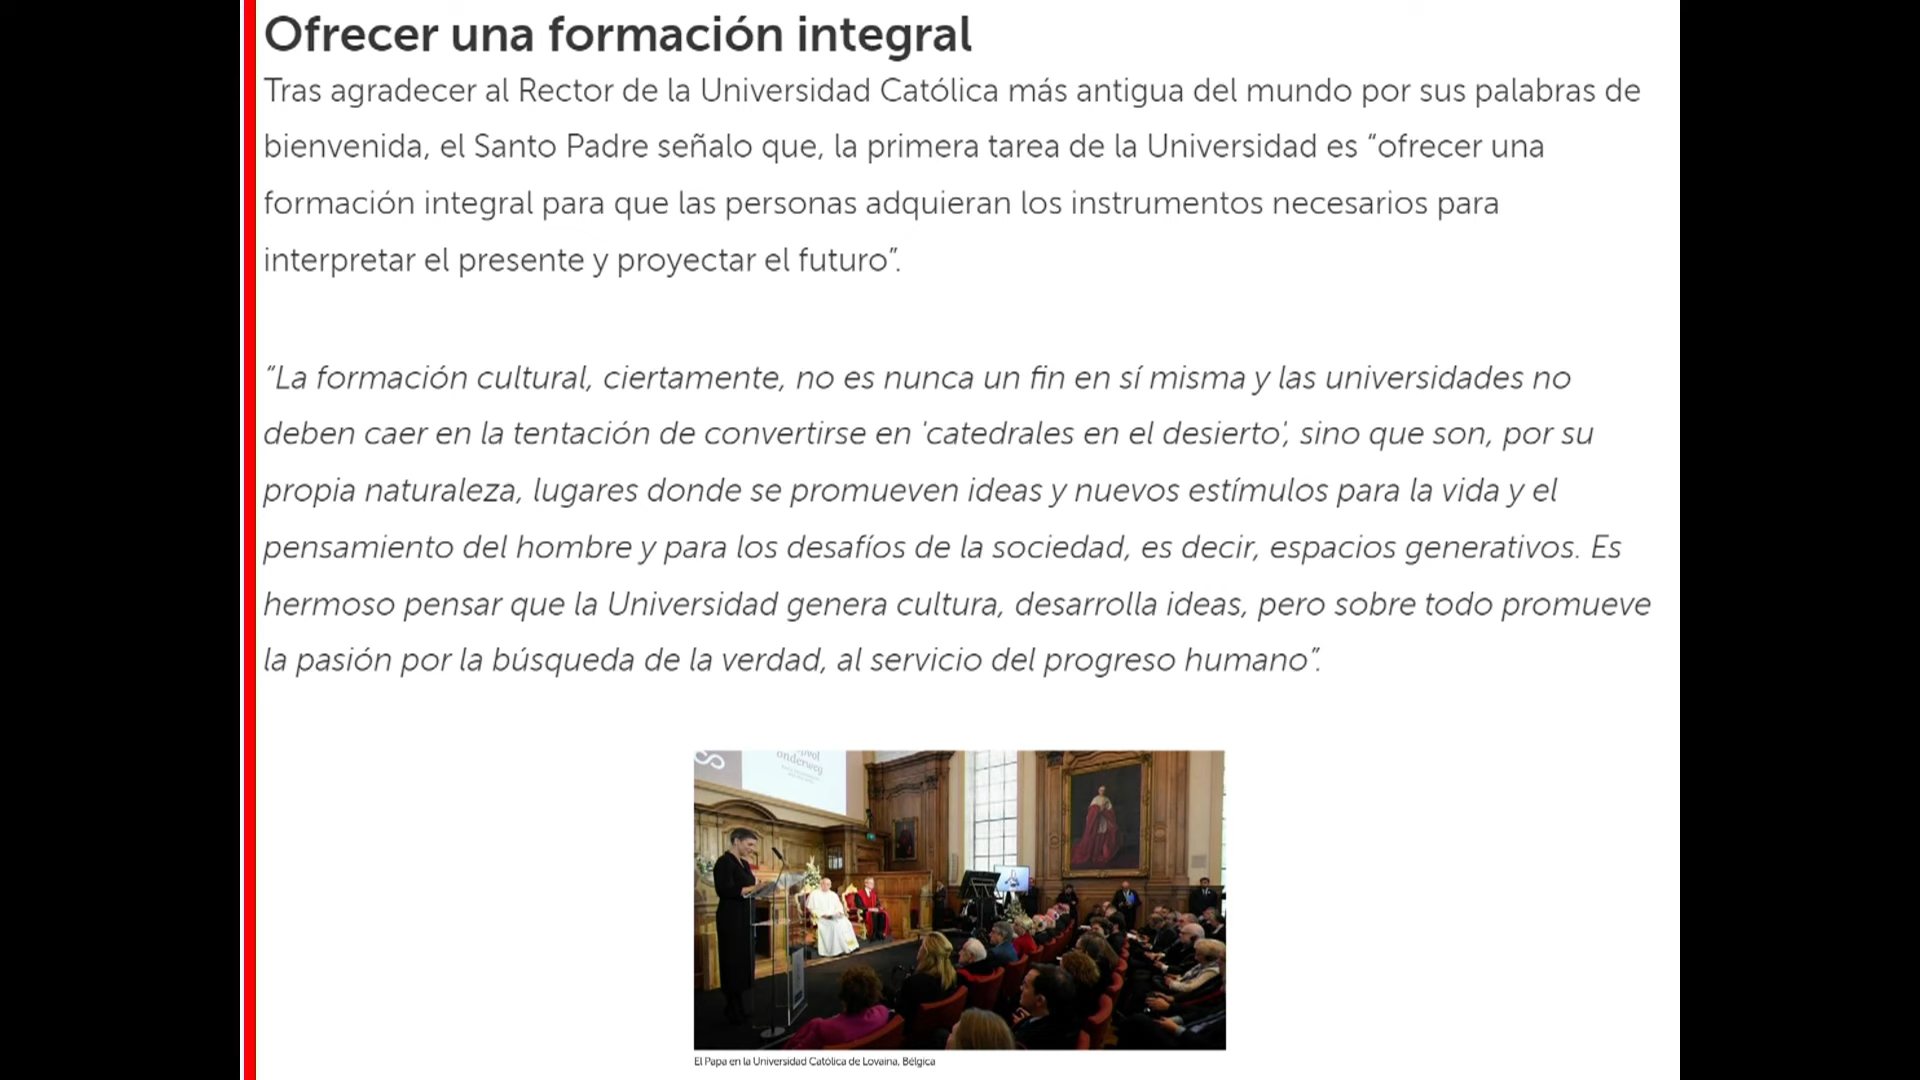 Ofrecer una formación integral
Tras agradecer al Rector de la Universidad Católica más antigua del mundo por sus palabras de
bienvenida, el Santo Padre señalo que, la primera tarea de la Universidad es “ofrecer una
formación integral para que las personas adquieran los instrumentos necesarios para
interpretar el presente y proyectar el futuro”.
“La formación cultural, ciertamente, no es nunca un fin en sí misma y las universidades no
deben caer en la tentación de convertirse en 'catedrales en el desierto', sino que son, por su
propia naturaleza, lugares donde se promueven ideas y nuevos estímulos para la vida y el
pensamiento del hombre y para los desafíos de la sociedad, es decir, espacios generativos. Es
hermoso pensar que la Universidad genera cultura, desarrolla ideas, pero sobre todo promueve
la pasión por la búsqueda de la verdad, al servicio del progreso humano”.
onderweg
El Papa en la Universidad Católica de Lovaina, Bélgica